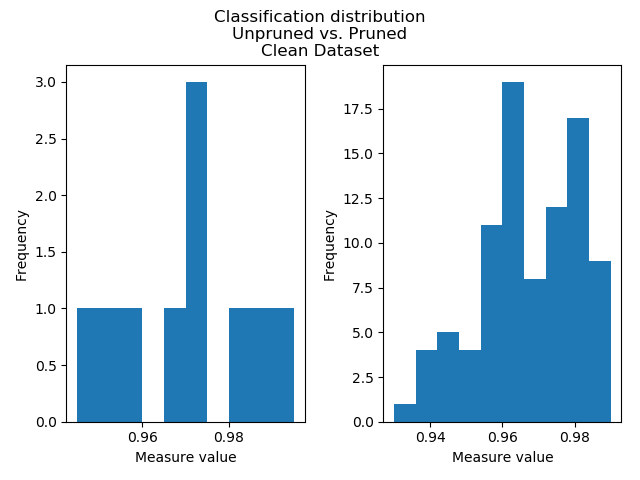 Classification distribution
Unpruned vs. Pruned
Clean Dataset
Frequency
3.0
2.5
2.0
1.5
1.0
0.5
0.0
0.96
0.98
Measure value
Frequency
17.5
15.0
12.5
10.0
7.5
5.0
2.5
0.0
0.94
0.96
0.98
Measure value